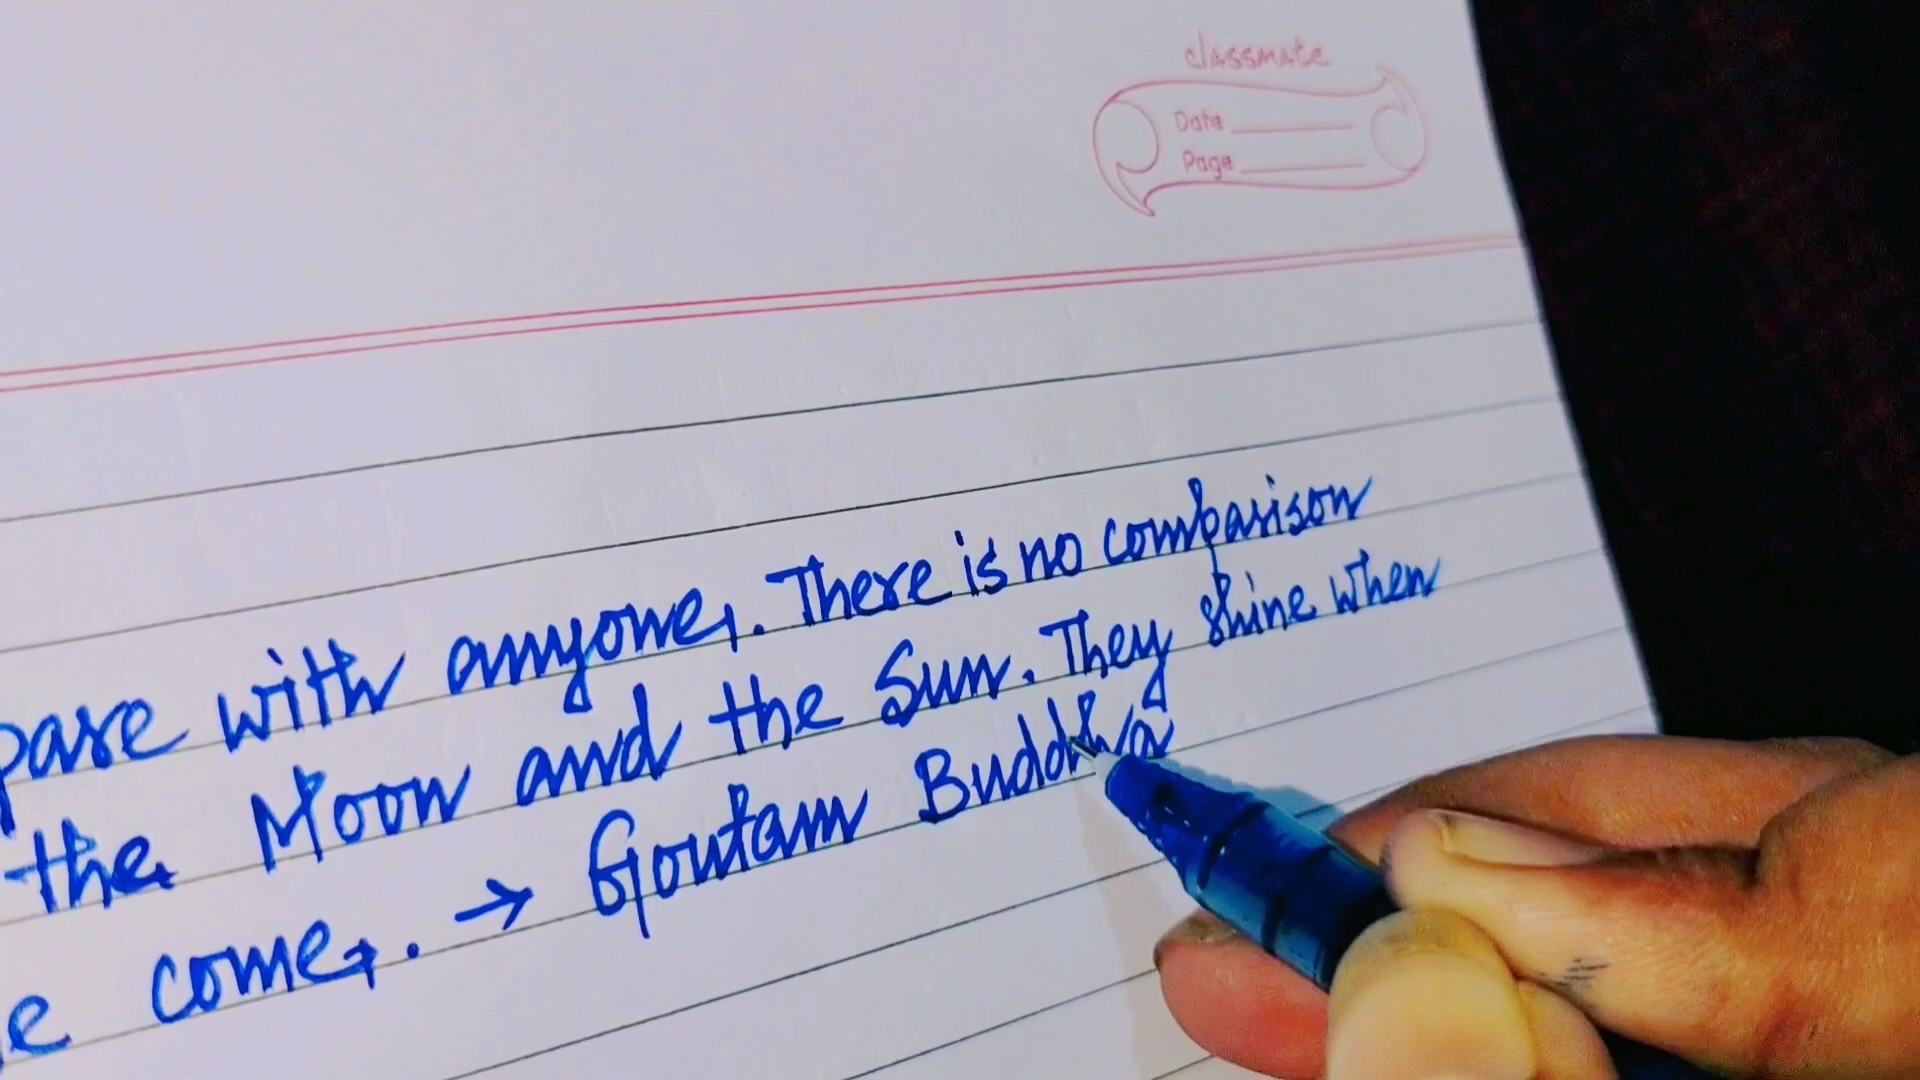 classmate
Date
Page
pare with anyone. There is no comparison
the Moon and the Sun. They shine when
e come. → Goutam Buddha